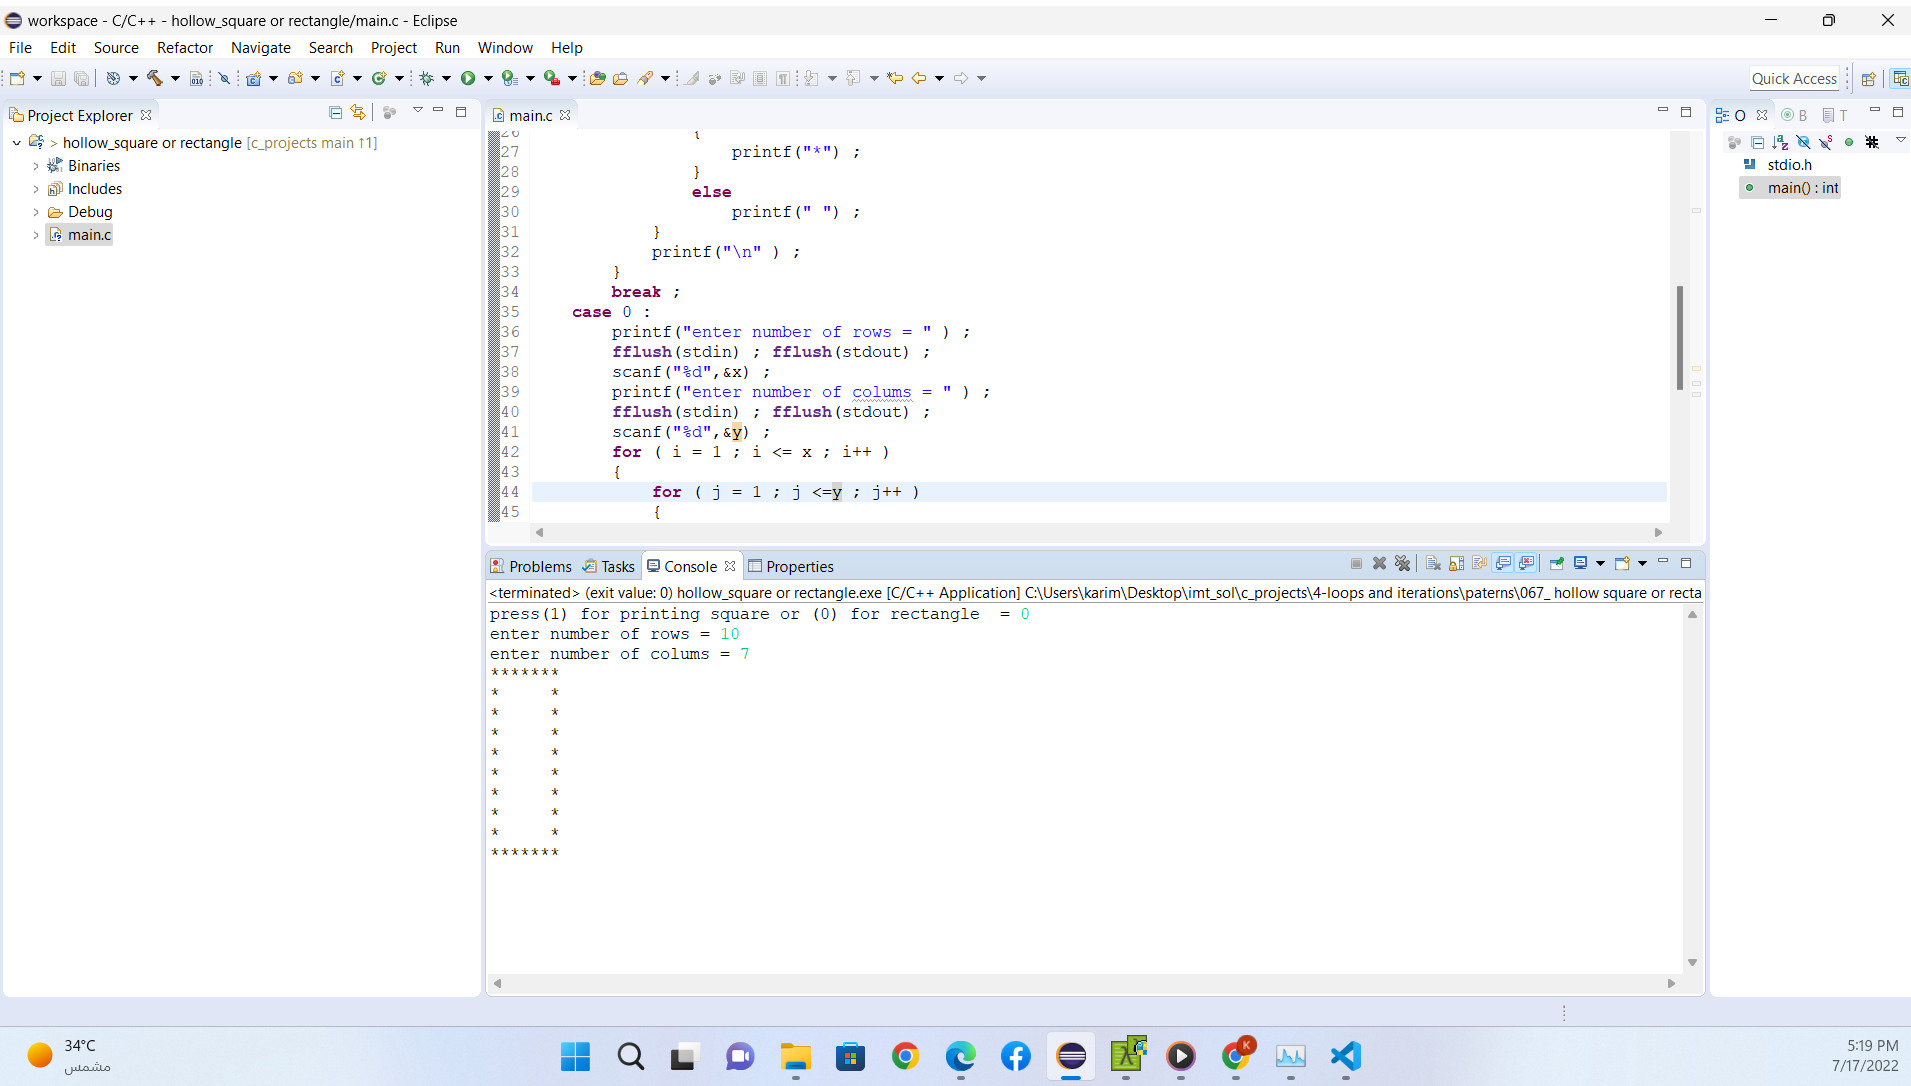 workspace - C/C++ - hollow_square or rectangle/main.c - Eclipse
File Edit Source Refactor Navigate Search Project Run Window Help
Quick Access
Project Explorer
main.c
O
B
T
> hollow_square or rectangle [c_projects main ↑1]
Binaries
Includes
Debug
main.c
stdio.h
main() : int
26 {
27 printf("*") ;
28 }
29 else
30 printf(" ") ;
31 }
32 printf("\n" ) ;
33 }
34 break ;
35 case 0 :
36 printf("enter number of rows = " ) ;
37 fflush(stdin) ; fflush(stdout) ;
38 scanf("%d",&x) ;
39 printf("enter number of colums = " ) ;
40 fflush(stdin) ; fflush(stdout) ;
41 scanf("%d",&y) ;
42 for ( i = 1 ; i <= x ; i++ )
43 {
44 for ( j = 1 ; j <=y ; j++ )
45 {
Problems Tasks Console Properties
<terminated> (exit value: 0) hollow_square or rectangle.exe [C/C++ Application] C:\Users\karim\Desktop\imt_sol\c_projects\4-loops and iterations\paterns\067_ hollow square or recta
press(1) for printing square or (0) for rectangle  = 0
enter number of rows = 10
enter number of colums = 7
*******
*     *
*     *
*     *
*     *
*     *
*     *
*     *
*     *
*******
34°C
مشمس
K
5:19 PM
7/17/2022